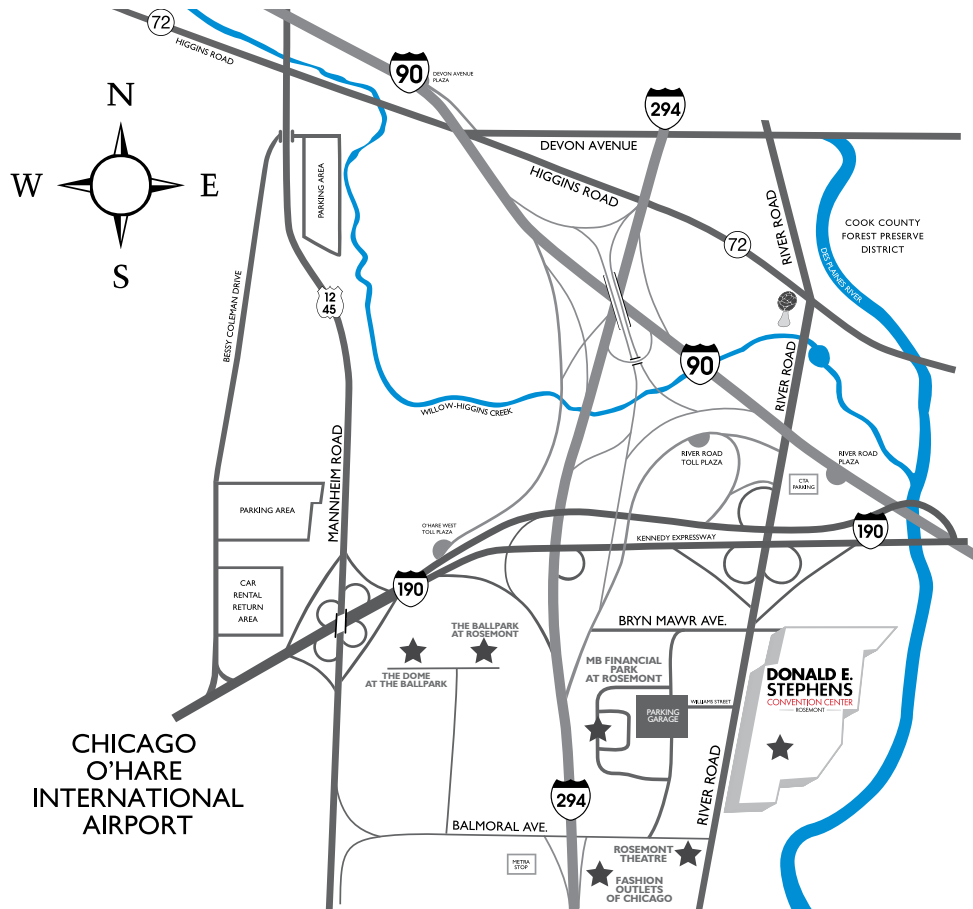 72
HIGGINS ROAD
90
DEVON AVENUE
PLAZA
294
DEVON AVENUE
N
W
E
S
PARKING AREA
HIGGINS ROAD
RIVER ROAD
COOK COUNTY
FOREST PRESERVE
DISTRICT
72
DES PLAINES RIVER
BESSY COLEMAN DRIVE
12
45
90
RIVER ROAD
WILLOW-HIGGINS CREEK
MANNHEIM ROAD
RIVER ROAD
TOLL PLAZA
RIVER ROAD
PLAZA
CTA
PARKING
PARKING AREA
O'HARE WEST
TOLL PLAZA
190
KENNEDY EXPRESSWAY
CAR
RENTAL
RETURN
AREA
190
THE BALLPARK
AT ROSEMONT
BRYN MAWR AVE.
THE DOME
AT THE BALLPARK
MB FINANCIAL
PARK
AT ROSEMONT
DONALD E.
STEPHENS
CONVENTION CENTER
ROSEMONT
WILLIAMS STREET
PARKING
GARAGE
RIVER ROAD
CHICAGO
O'HARE
INTERNATIONAL
AIRPORT
294
BALMORAL AVE.
METRA
STOP
ROSEMONT
THEATRE
FASHION
OUTLETS
OF CHICAGO